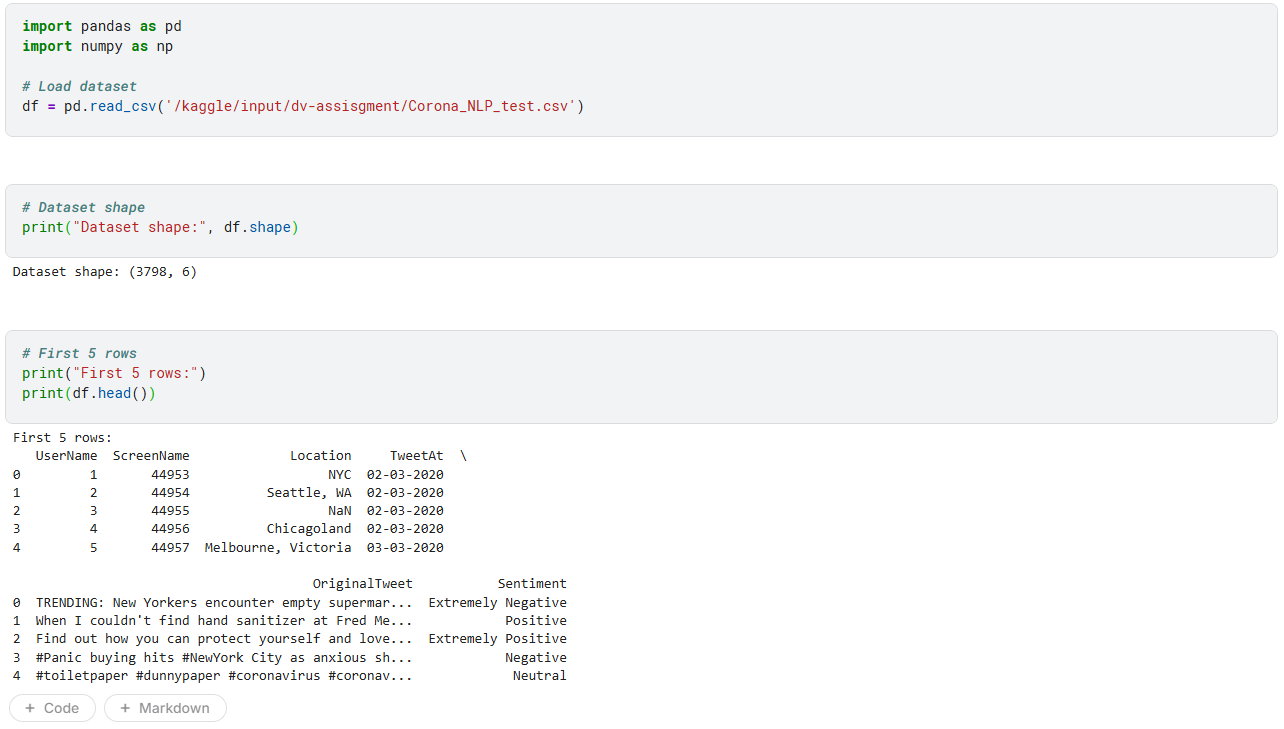 import pandas as pd
import numpy as np
# Load dataset
df = pd.read_csv('/kaggle/input/dv-assisgment/Corona_NLP_test.csv')
# Dataset shape
print("Dataset shape:", df.shape)
Dataset shape: (3798, 6)
# First 5 rows
print("First 5 rows:")
print(df.head())
First 5 rows:
   UserName  ScreenName             Location     TweetAt  \
0         1       44953                  NYC  02-03-2020
1         2       44954          Seattle, WA  02-03-2020
2         3       44955                  NaN  02-03-2020
3         4       44956          Chicagoland  02-03-2020
4         5       44957  Melbourne, Victoria  03-03-2020
                                       OriginalTweet           Sentiment
0  TRENDING: New Yorkers encounter empty supermar...  Extremely Negative
1  When I couldn't find hand sanitizer at Fred Me...            Positive
2  Find out how you can protect yourself and love...  Extremely Positive
3  #Panic buying hits #NewYork City as anxious sh...            Negative
4  #toiletpaper #dunnypaper #coronavirus #coronav...             Neutral
+ Code + Markdown